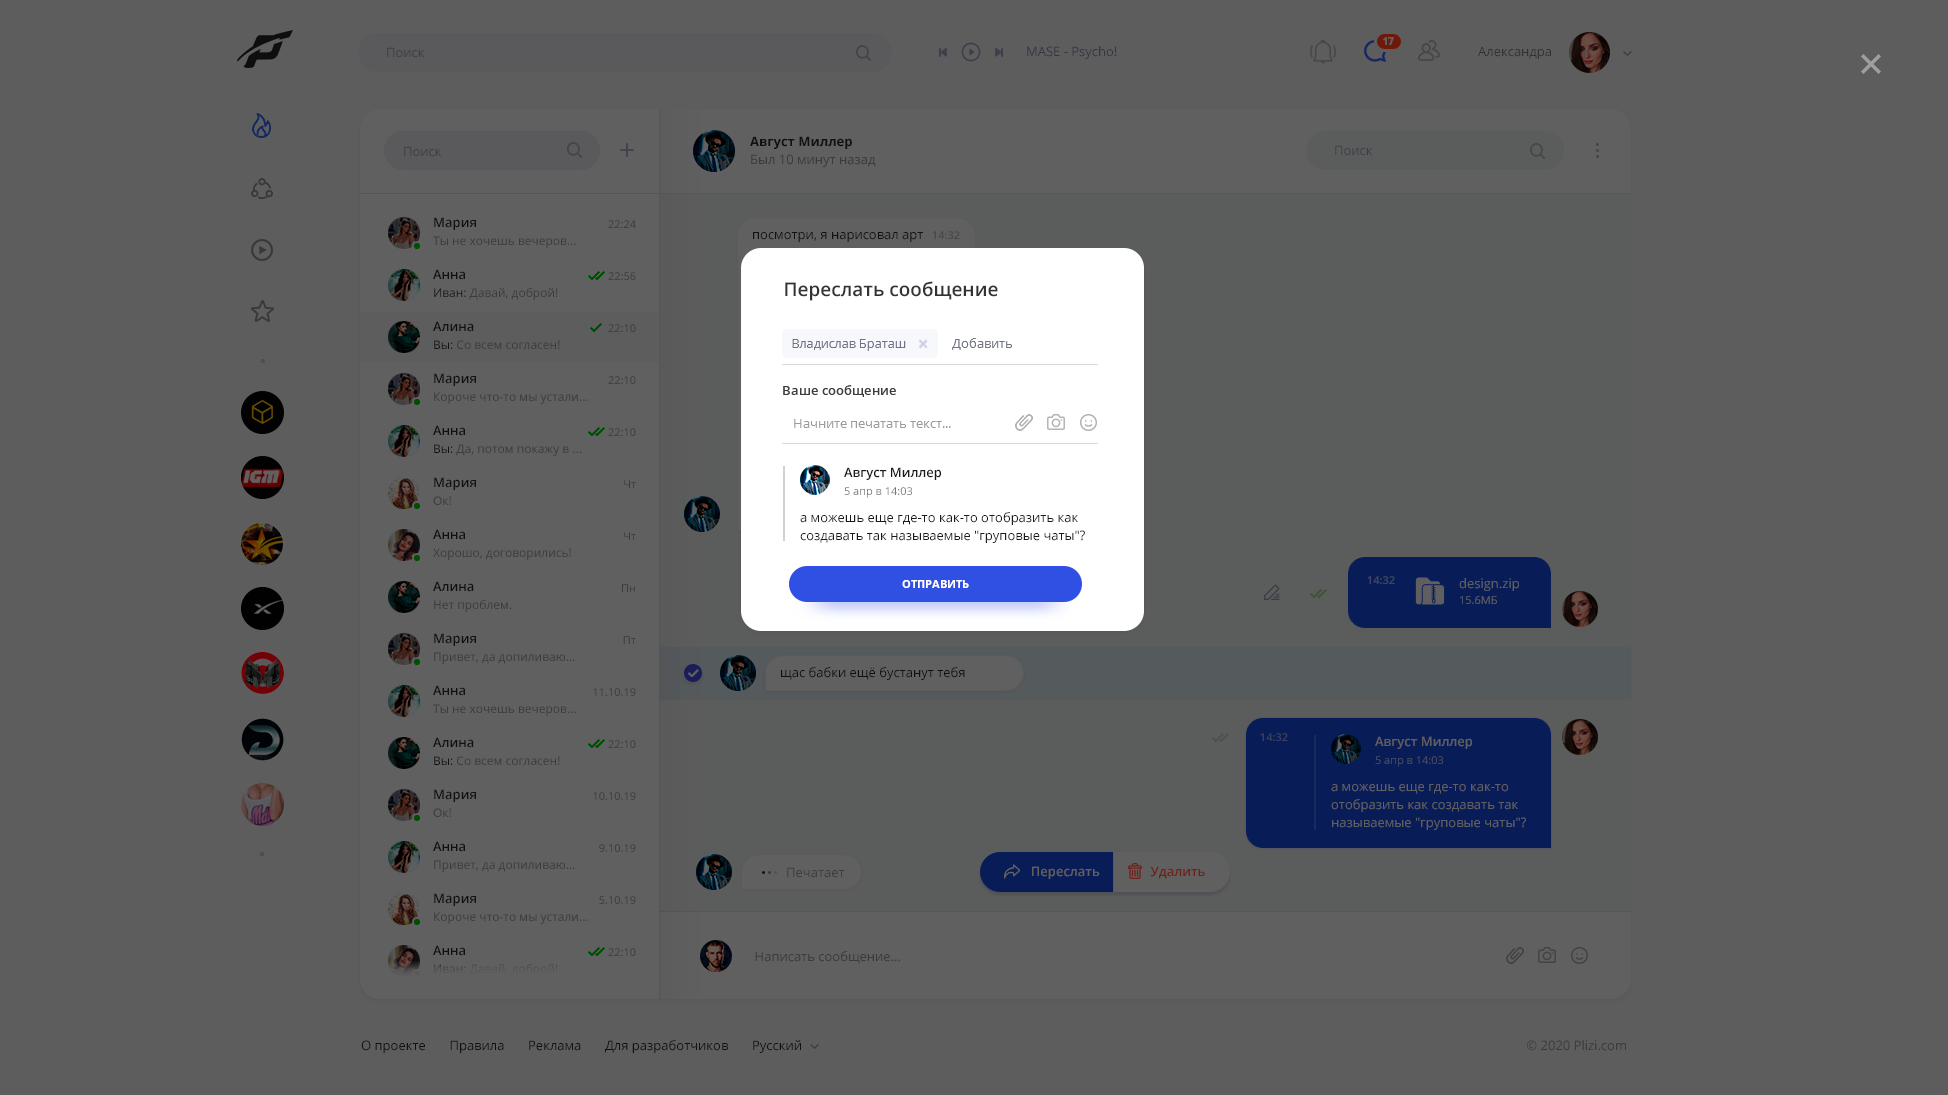 Поиск
MASE - Psycho!
17
Александра
Поиск
Август Миллер
Был 10 минут назад
Поиск
Мария
22:24
Ты не хочешь вечеров...
Анна
22:56
Иван: Давай, доброй!
Алина
22:10
Вы: Со всем согласен!
Мария
22:10
Короче что-то мы устали...
Анна
22:10
Вы: Да, потом покажу в ...
Мария
Чт
Ок!
Анна
Чт
Хорошо, договорились!
Алина
Пн
Нет проблем.
Мария
Пт
Привет, да допиливаю...
Анна
11.10.19
Ты не хочешь вечеров...
Алина
22:10
Вы: Со всем согласен!
Мария
10.10.19
Ок!
Анна
9.10.19
Привет, да допиливаю...
Мария
5.10.19
Короче что-то мы устали...
Анна
22:10
Иван: Давай, доброй!
IGM
посмотри, я нарисовал арт 14:32
Переслать сообщение
Владислав Браташ
Добавить
Ваше сообщение
Начните печатать текст...
Август Миллер
5 апр в 14:03
а можешь еще где-то как-то отобразить как
создавать так называемые "груповые чаты"?
ОТПРАВИТЬ
14:32
design.zip
15.6МБ
щас бабки ещё бустанут тебя
14:32
Август Миллер
5 апр в 14:03
а можешь еще где-то как-то
отобразить как создавать так
называемые "груповые чаты"?
Печатает
Переслать
Удалить
Написать сообщение...
О проекте
Правила
Реклама
Для разработчиков
Русский
© 2020 Plizi.com